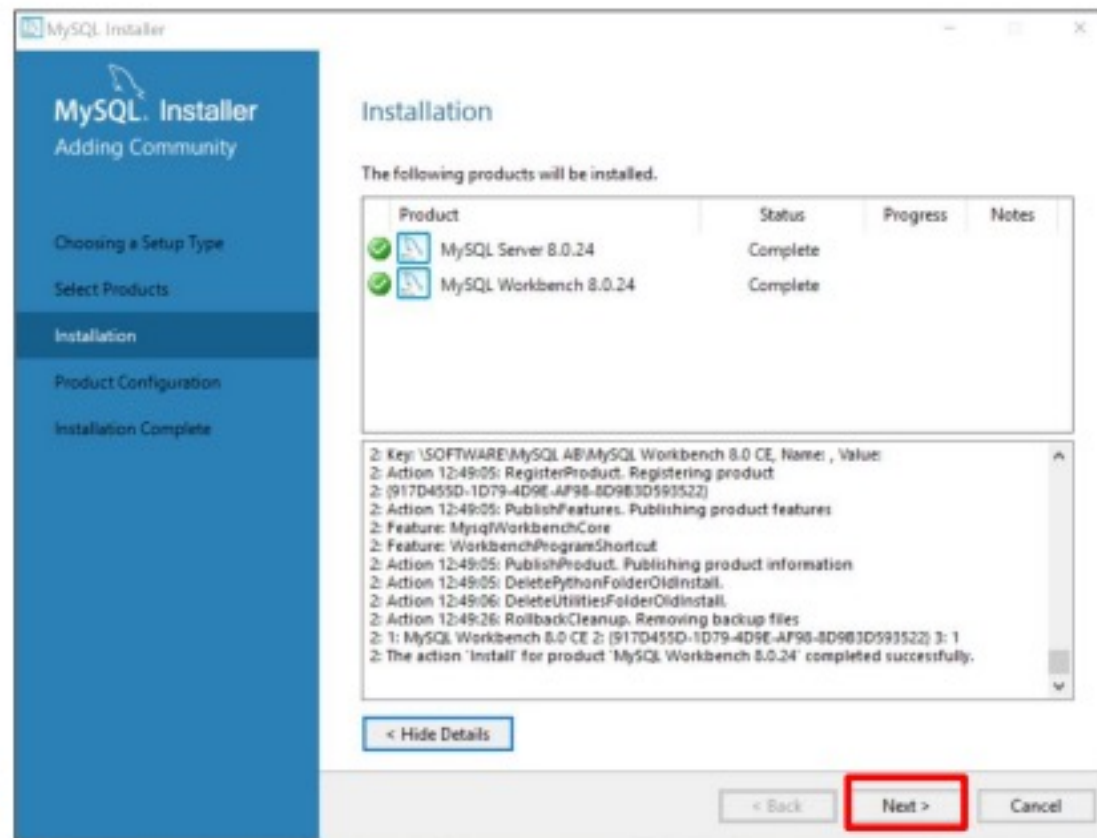 MySQL Installer
MySQL. Installer
Adding Community
Choosing a Setup Type
Select Products
Installation
Product Configuration
Installation Complete
Installation
The following products will be installed.
Product Status Progress Notes
MySQL Server 8.0.24 Complete
MySQL Workbench 8.0.24 Complete
2: Key: \SOFTWARE\MySQL AB\MySQL Workbench 8.0 CE, Name: , Value:
2: Action 12:49:05: RegisterProduct. Registering product
2: {917D455D-1D79-4D9E-AF98-8D9B3D593522}
2: Action 12:49:05: PublishFeatures. Publishing product features
2: Feature: MysqlWorkbenchCore
2: Feature: WorkbenchProgramShortcut
2: Action 12:49:05: PublishProduct. Publishing product information
2: Action 12:49:05: DeletePythonFolderOldInstall.
2: Action 12:49:06: DeleteUtilitiesFolderOldInstall.
2: Action 12:49:26: RollbackCleanup. Removing backup files
2: 1: MySQL Workbench 8.0 CE 2: {917D455D-1D79-4D9E-AF98-8D9B3D593522} 3: 1
2: The action 'Install' for product 'MySQL Workbench 8.0.24' completed successfully.
< Hide Details
< Back Next > Cancel